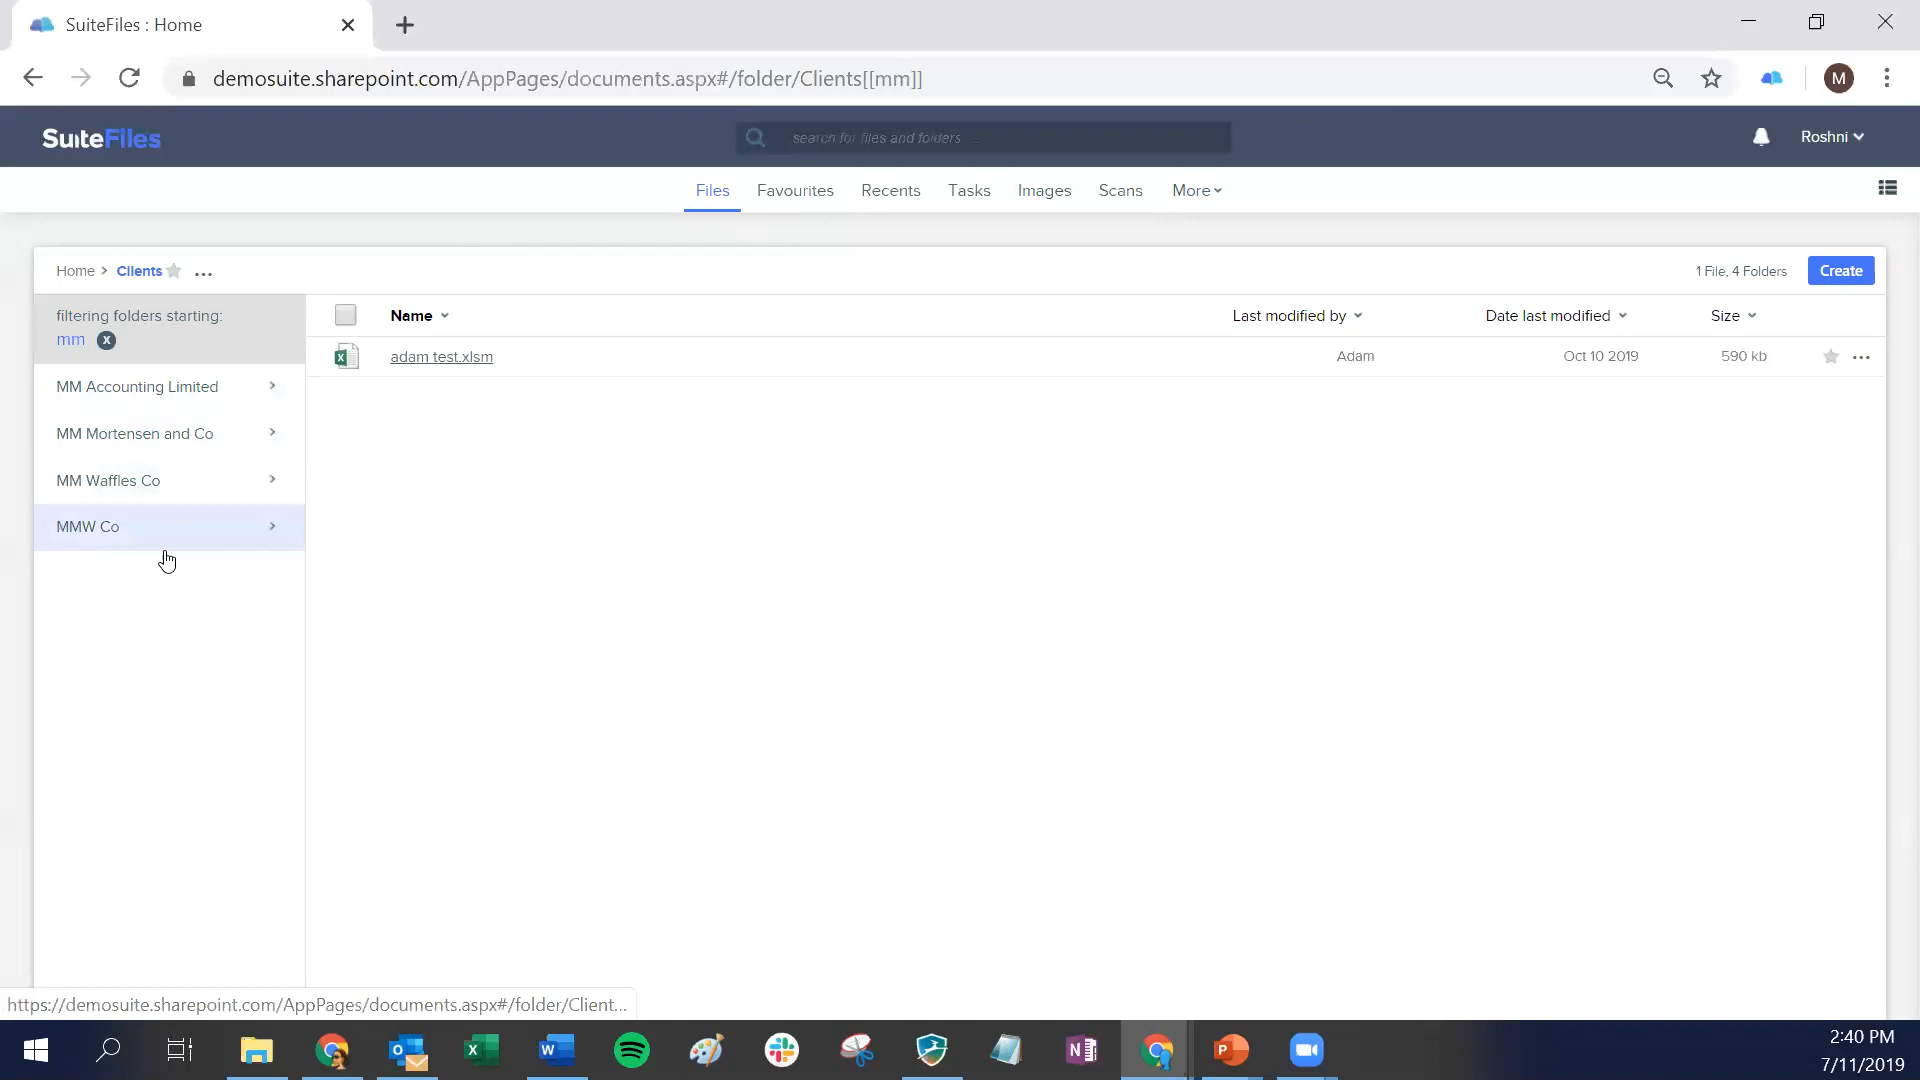 SuiteFiles : Home
demosuite.sharepoint.com/AppPages/documents.aspx#/folder/Clients[[mm]]
M
SuiteFiles
search for files and folders ...
Roshni
Files Favourites Recents Tasks Images Scans More
Home > Clients ...
1 File, 4 Folders
Create
filtering folders starting:
mm x
Name Last modified by Date last modified Size
adam test.xlsm Adam Oct 10 2019 590 kb
MM Accounting Limited
MM Mortensen and Co
MM Waffles Co
MMW Co
https://demosuite.sharepoint.com/AppPages/documents.aspx#/folder/Client...
2:40 PM
7/11/2019